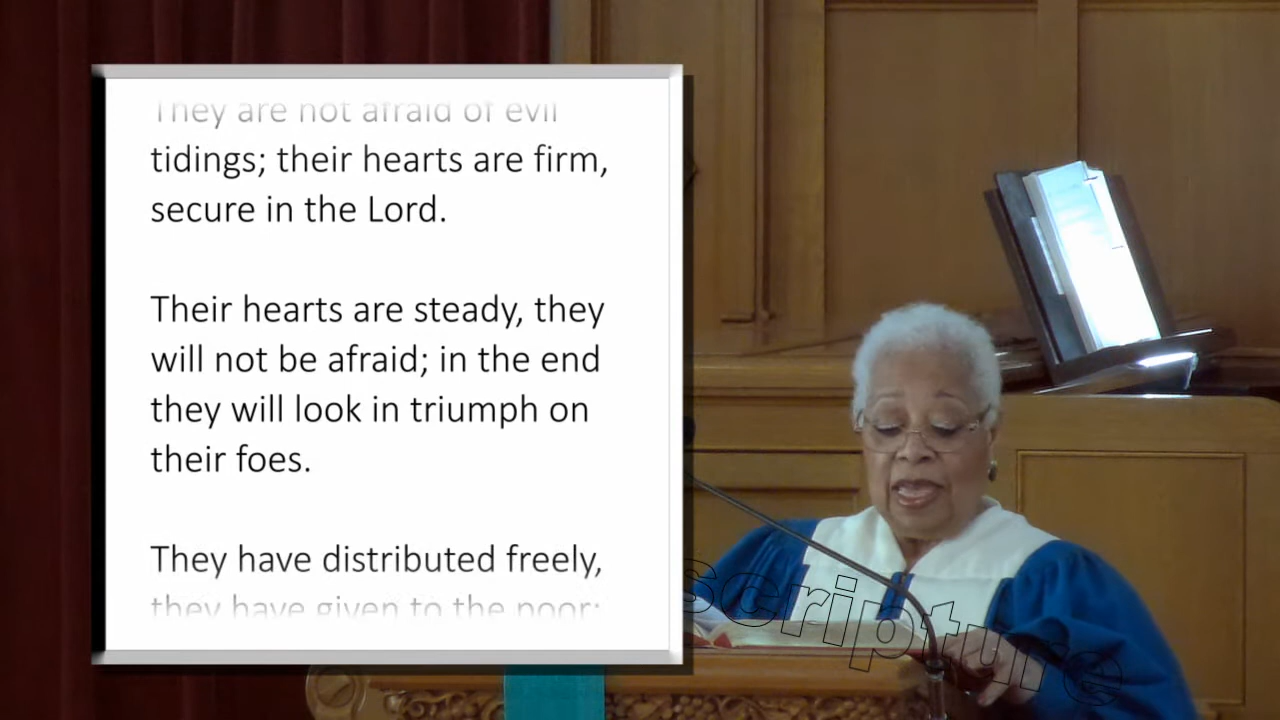 They are not afraid of evil
tidings; their hearts are firm,
secure in the Lord.
Their hearts are steady, they
will not be afraid; in the end
they will look in triumph on
their foes.
They have distributed freely,
they have given to the poor;
scripture